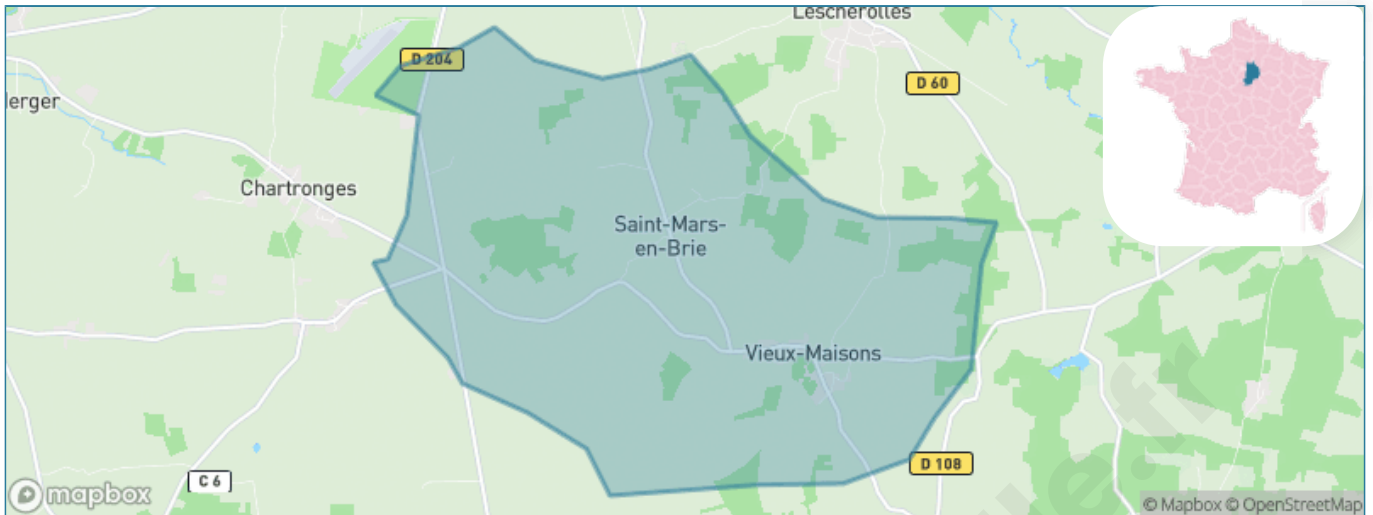 Lescherolles
D 204
D 60
lerger
Chartronges
Saint-Mars-
en-Brie
Vieux-Maisons
D 108
C 6
mapbox
© Mapbox © OpenStreetMap